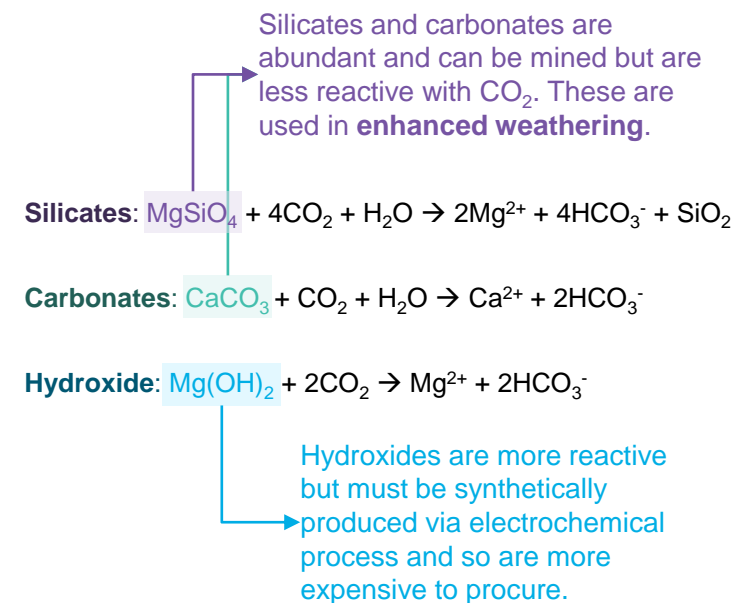 Silicates and carbonates are
abundant and can be mined but are
less reactive with CO₂. These are
used in enhanced weathering.
Silicates: MgSiO₄ + 4CO₂ + H₂O → 2Mg²⁺ + 4HCO₃⁻ + SiO₂
Carbonates: CaCO₃ + CO₂ + H₂O → Ca²⁺ + 2HCO₃⁻
Hydroxide: Mg(OH)₂ + 2CO₂ → Mg²⁺ + 2HCO₃⁻
Hydroxides are more reactive
but must be synthetically
produced via electrochemical
process and so are more
expensive to procure.